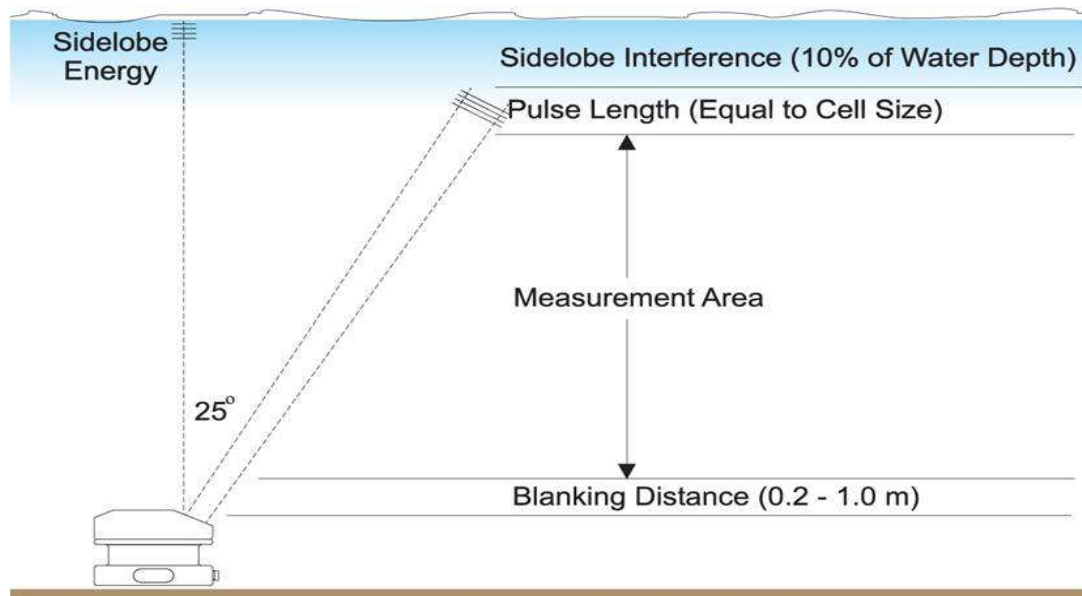 Sidelobe
Energy
Sidelobe Interference (10% of Water Depth)
Pulse Length (Equal to Cell Size)
Measurement Area
25°
Blanking Distance (0.2 - 1.0 m)